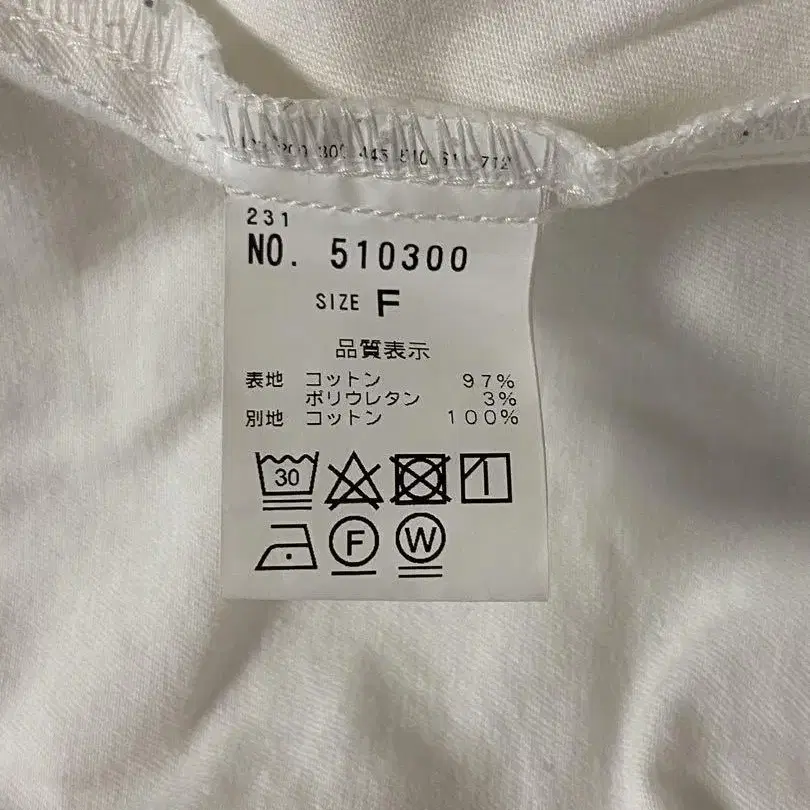 231
NO. 510300
SIZE F
品質表示
表地 コットン 97%
ポリウレタン 3%
別地 コットン 100%
30
F W